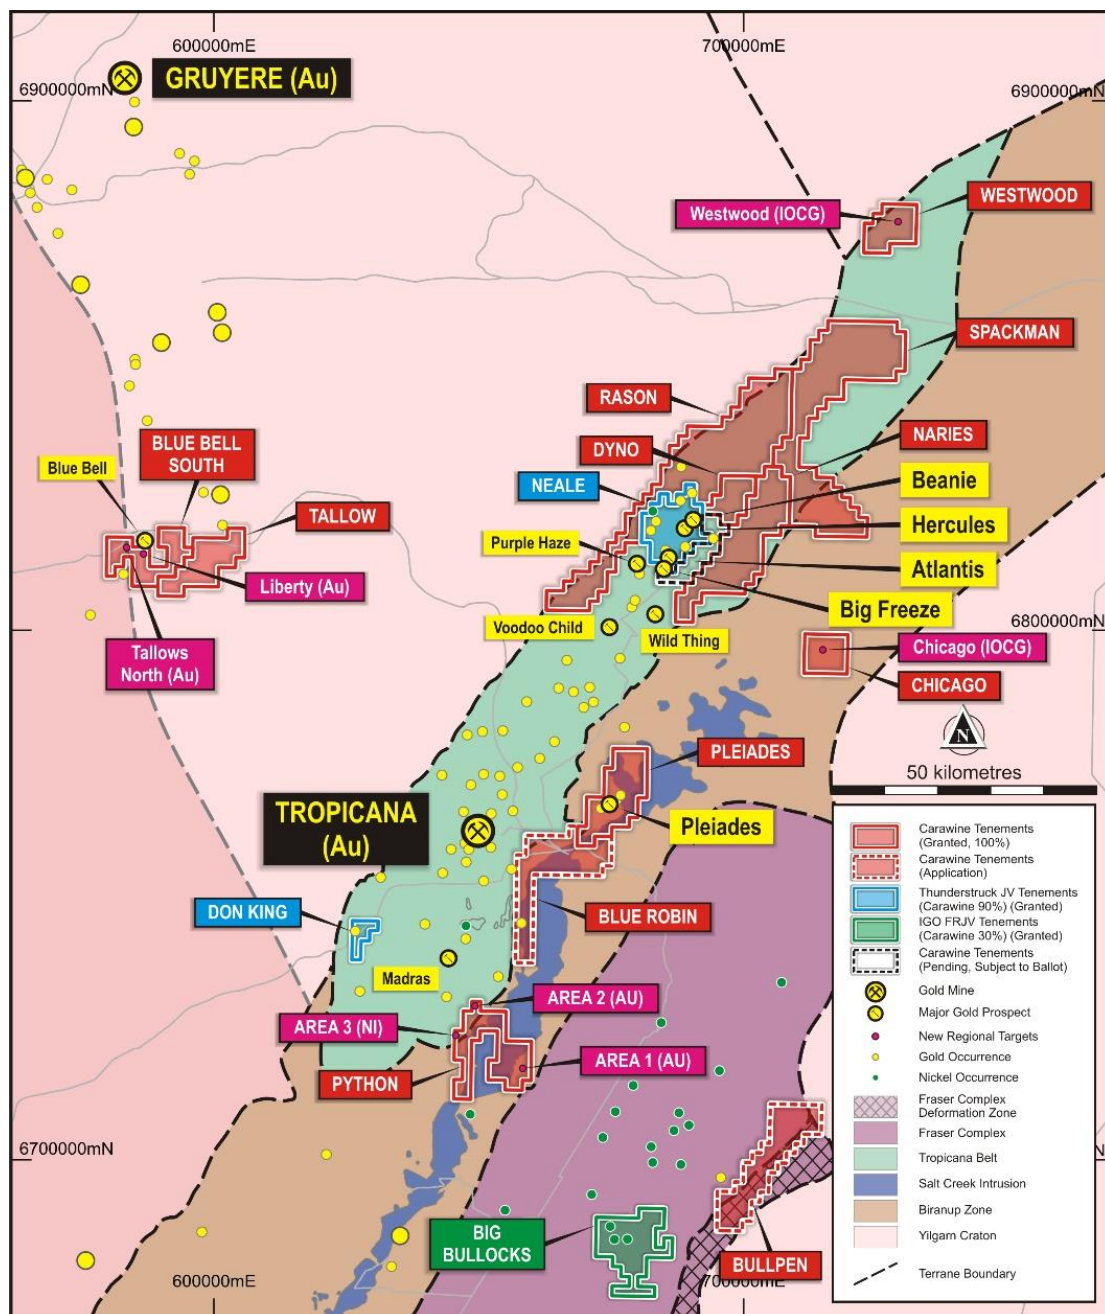 600000mE
700000mE
GRUYERE (Au)
6900000mN
6900000mN
WESTWOOD
Westwood (IOCG)
SPACKMAN
RASON
NARIES
BLUE BELL
SOUTH
DYNO
Blue Bell
NEALE
Beanie
TALLOW
Hercules
Purple Haze
Atlantis
Liberty (Au)
Big Freeze
Voodoo Child
Wild Thing
6800000mN
Tallows
North (Au)
Chicago (IOCG)
CHICAGO
N
PLEIADES
50 kilometres
TROPICANA
(Au)
Pleiades
DON KING
BLUE ROBIN
Madras
AREA 2 (AU)
AREA 3 (NI)
AREA 1 (AU)
PYTHON
6700000mN
BIG
BULLOCKS
BULLPEN
600000mE
700000mE
Carawine Tenements
(Granted, 100%)
Carawine Tenements
(Application)
Thunderstruck JV Tenements
(Carawine 90%) (Granted)
IGO FRJV Tenements
(Carawine 30%) (Granted)
Carawine Tenements
(Pending, Subject to Ballot)
Gold Mine
Major Gold Prospect
New Regional Targets
Gold Occurrence
Nickel Occurrence
Fraser Complex
Deformation Zone
Fraser Complex
Tropicana Belt
Salt Creek Intrusion
Biranup Zone
Yilgarn Craton
Terrane Boundary